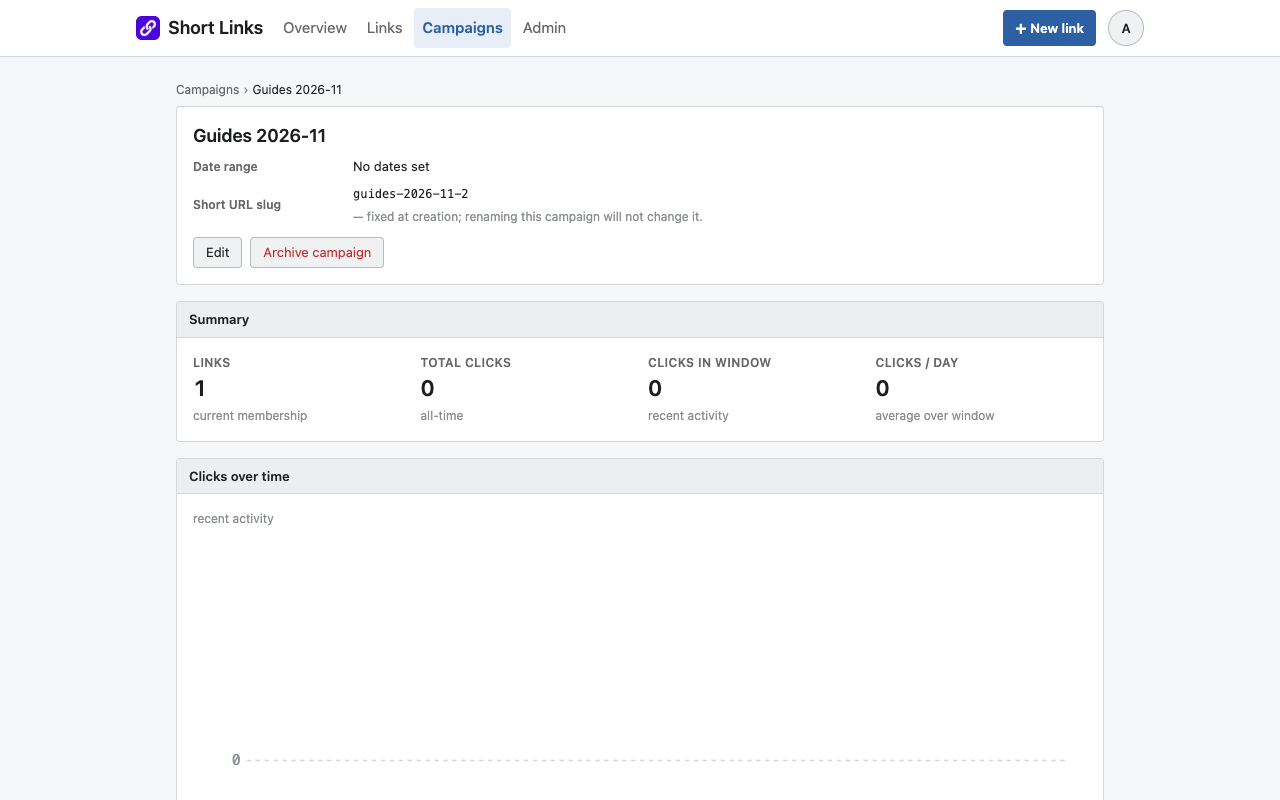 Short Links Overview Links Campaigns Admin + New link A
Campaigns › Guides 2026-11
Guides 2026-11
Date range No dates set
Short URL slug guides-2026-11-2
— fixed at creation; renaming this campaign will not change it.
Edit Archive campaign
Summary
LINKS TOTAL CLICKS CLICKS IN WINDOW CLICKS / DAY
1 0 0 0
current membership all-time recent activity average over window
Clicks over time
recent activity
0